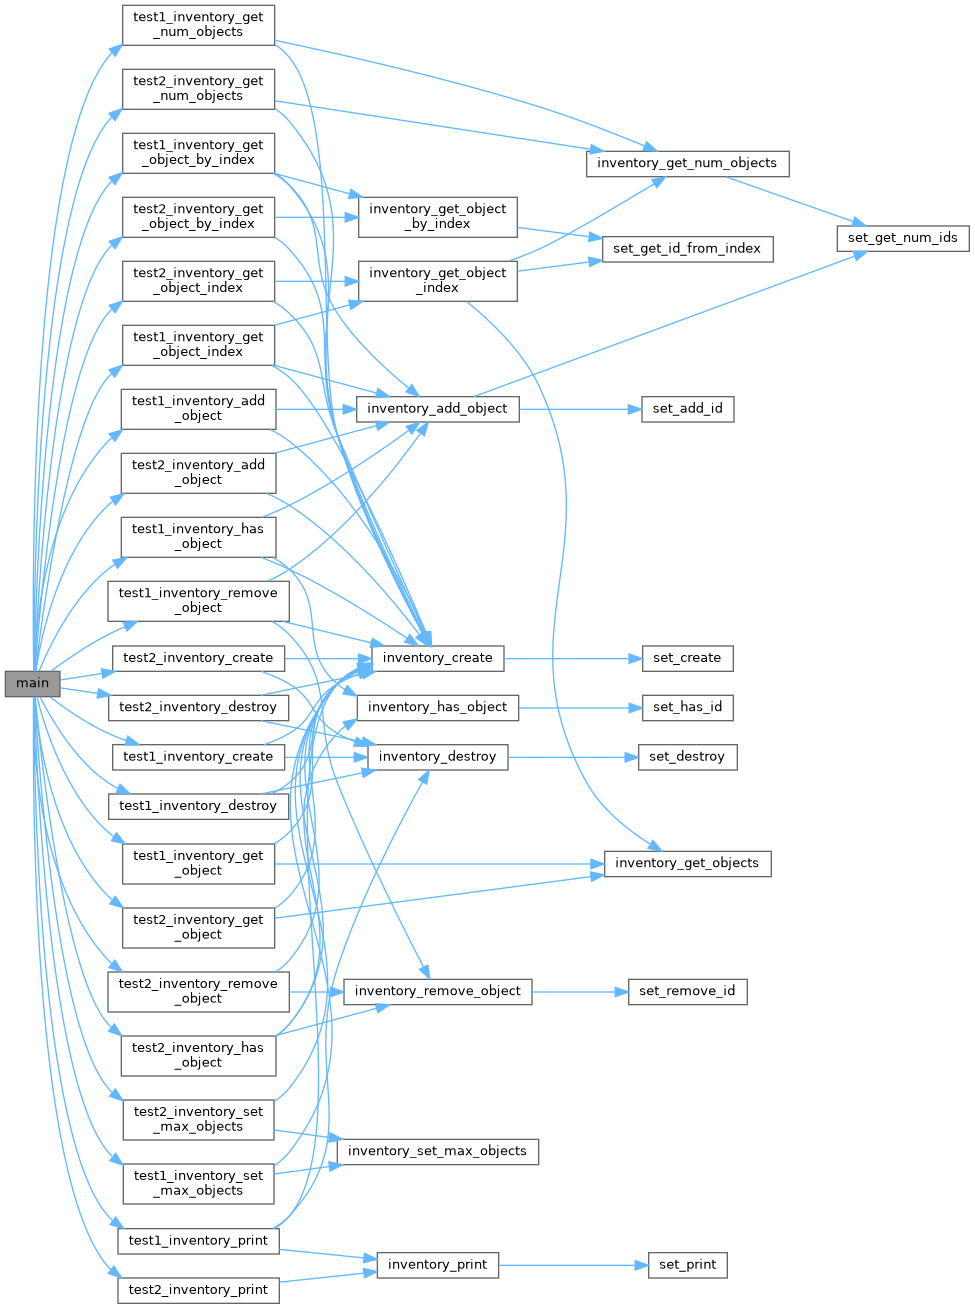 main
test1_inventory_get
_num_objects
test2_inventory_get
_num_objects
test1_inventory_get
_object_by_index
test2_inventory_get
_object_by_index
test2_inventory_get
_object_index
test1_inventory_get
_object_index
test1_inventory_add
_object
test2_inventory_add
_object
test1_inventory_has
_object
test1_inventory_remove
_object
test2_inventory_create
test2_inventory_destroy
test1_inventory_create
test1_inventory_destroy
test1_inventory_get
_object
test2_inventory_get
_object
test2_inventory_remove
_object
test2_inventory_has
_object
test2_inventory_set
_max_objects
test1_inventory_set
_max_objects
test1_inventory_print
test2_inventory_print
inventory_get_object
_by_index
inventory_get_object
_index
inventory_add_object
inventory_create
inventory_has_object
inventory_destroy
inventory_remove_object
inventory_set_max_objects
inventory_print
inventory_get_num_objects
set_get_id_from_index
set_add_id
set_create
set_has_id
set_destroy
inventory_get_objects
set_remove_id
set_print
set_get_num_ids